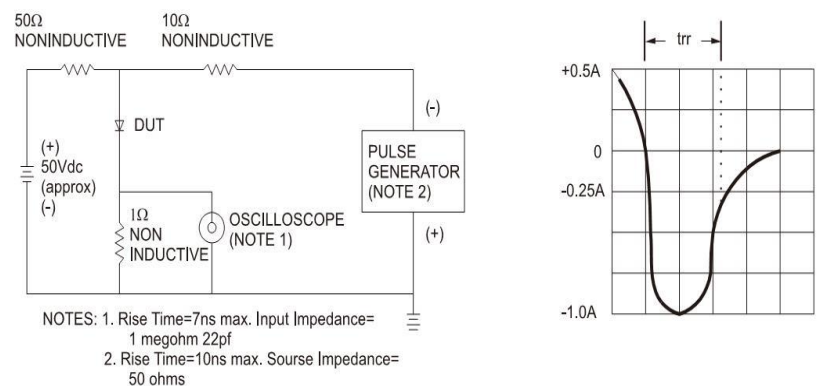 50Ω
NONINDUCTIVE
10Ω
NONINDUCTIVE
DUT
(+)
50Vdc
(approx)
(-)
1Ω
NON
INDUCTIVE
OSCILLOSCOPE
(NOTE 1)
(-)
PULSE
GENERATOR
(NOTE 2)
(+)
NOTES: 1. Rise Time=7ns max. Input Impedance=
1 megohm 22pf
2. Rise Time=10ns max. Sourse Impedance=
50 ohms
trr
+0.5A
0
-0.25A
-1.0A